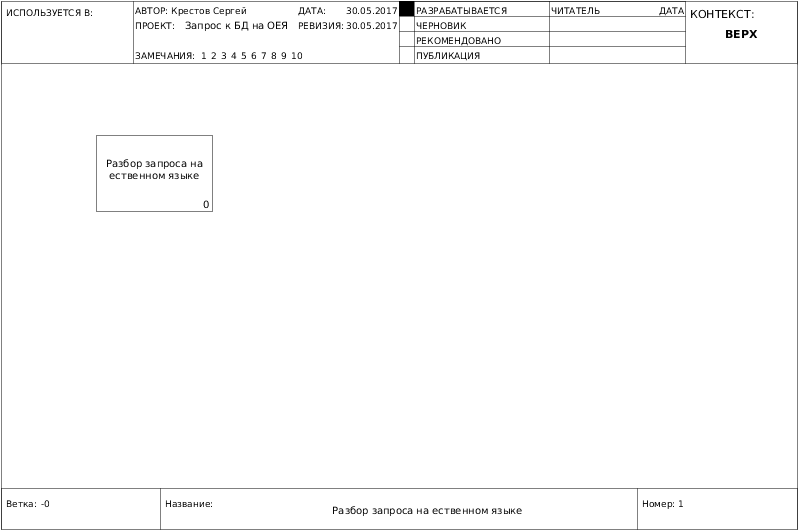 ИСПОЛЬЗУЕТСЯ В:
АВТОР: Крестов Сергей ДАТА: 30.05.2017
РАЗРАБАТЫВАЕТСЯ ЧИТАТЕЛЬ ДАТА
КОНТЕКСТ:
ПРОЕКТ: Запрос к БД на ОЕЯ РЕВИЗИЯ: 30.05.2017
ЧЕРНОВИК
ВЕРХ
РЕКОМЕНДОВАНО
ЗАМЕЧАНИЯ: 1 2 3 4 5 6 7 8 9 10
ПУБЛИКАЦИЯ
Разбор запроса на
ественном языке
0
Ветка: -0
Название:
Разбор запроса на ественном языке
Номер: 1